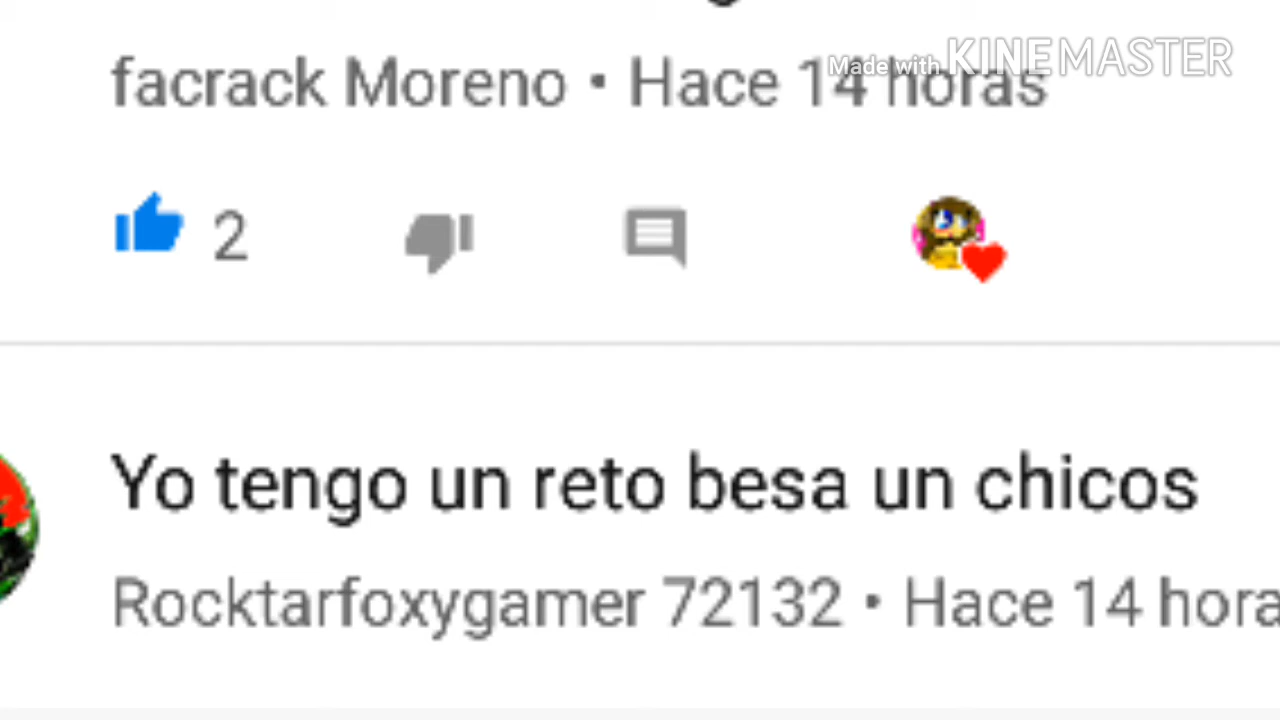 facrack Moreno • Hace 14 horas
Made with KINEMASTER
2
Yo tengo un reto besa un chicos
Rocktarfoxygamer 72132 • Hace 14 hora